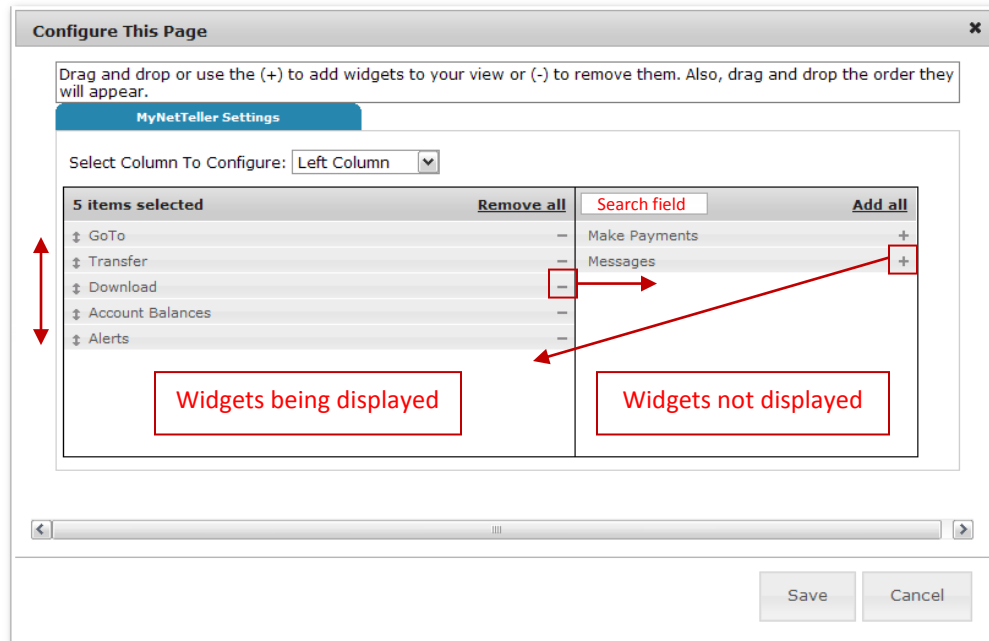 Configure This Page
Drag and drop or use the (+) to add widgets to your view or (-) to remove them. Also, drag and drop the order they
will appear.
MyNetTeller Settings
Select Column To Configure: Left Column
5 items selected Remove all Search field Add all
GoTo − Make Payments +
Transfer − Messages +
Download −
Account Balances −
Alerts −
Widgets being displayed Widgets not displayed
Save Cancel